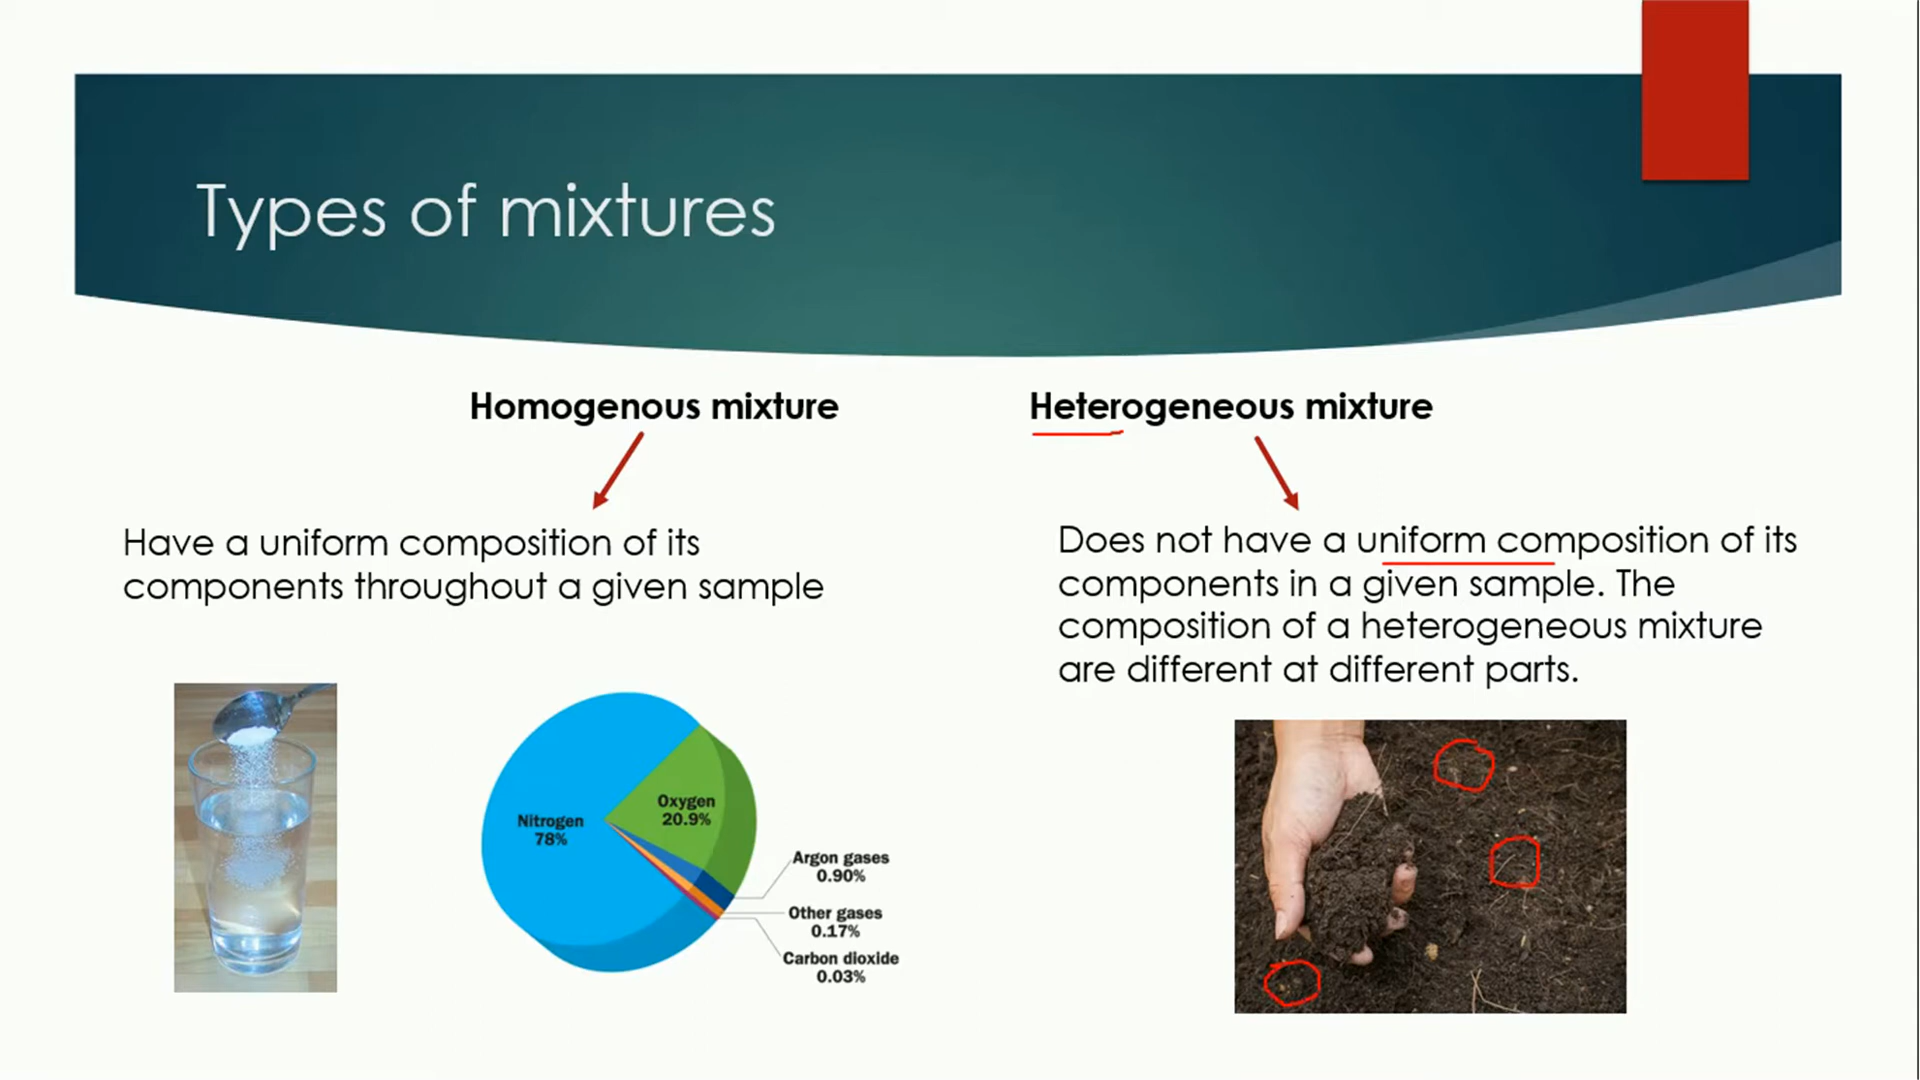 Types of mixtures
Homogenous mixture
Have a uniform composition of its
components throughout a given sample
Nitrogen
78%
Oxygen
20.9%
Argon gases
0.90%
Other gases
0.17%
Carbon dioxide
0.03%
Heterogeneous mixture
Does not have a uniform composition of its
components in a given sample. The
composition of a heterogeneous mixture
are different at different parts.